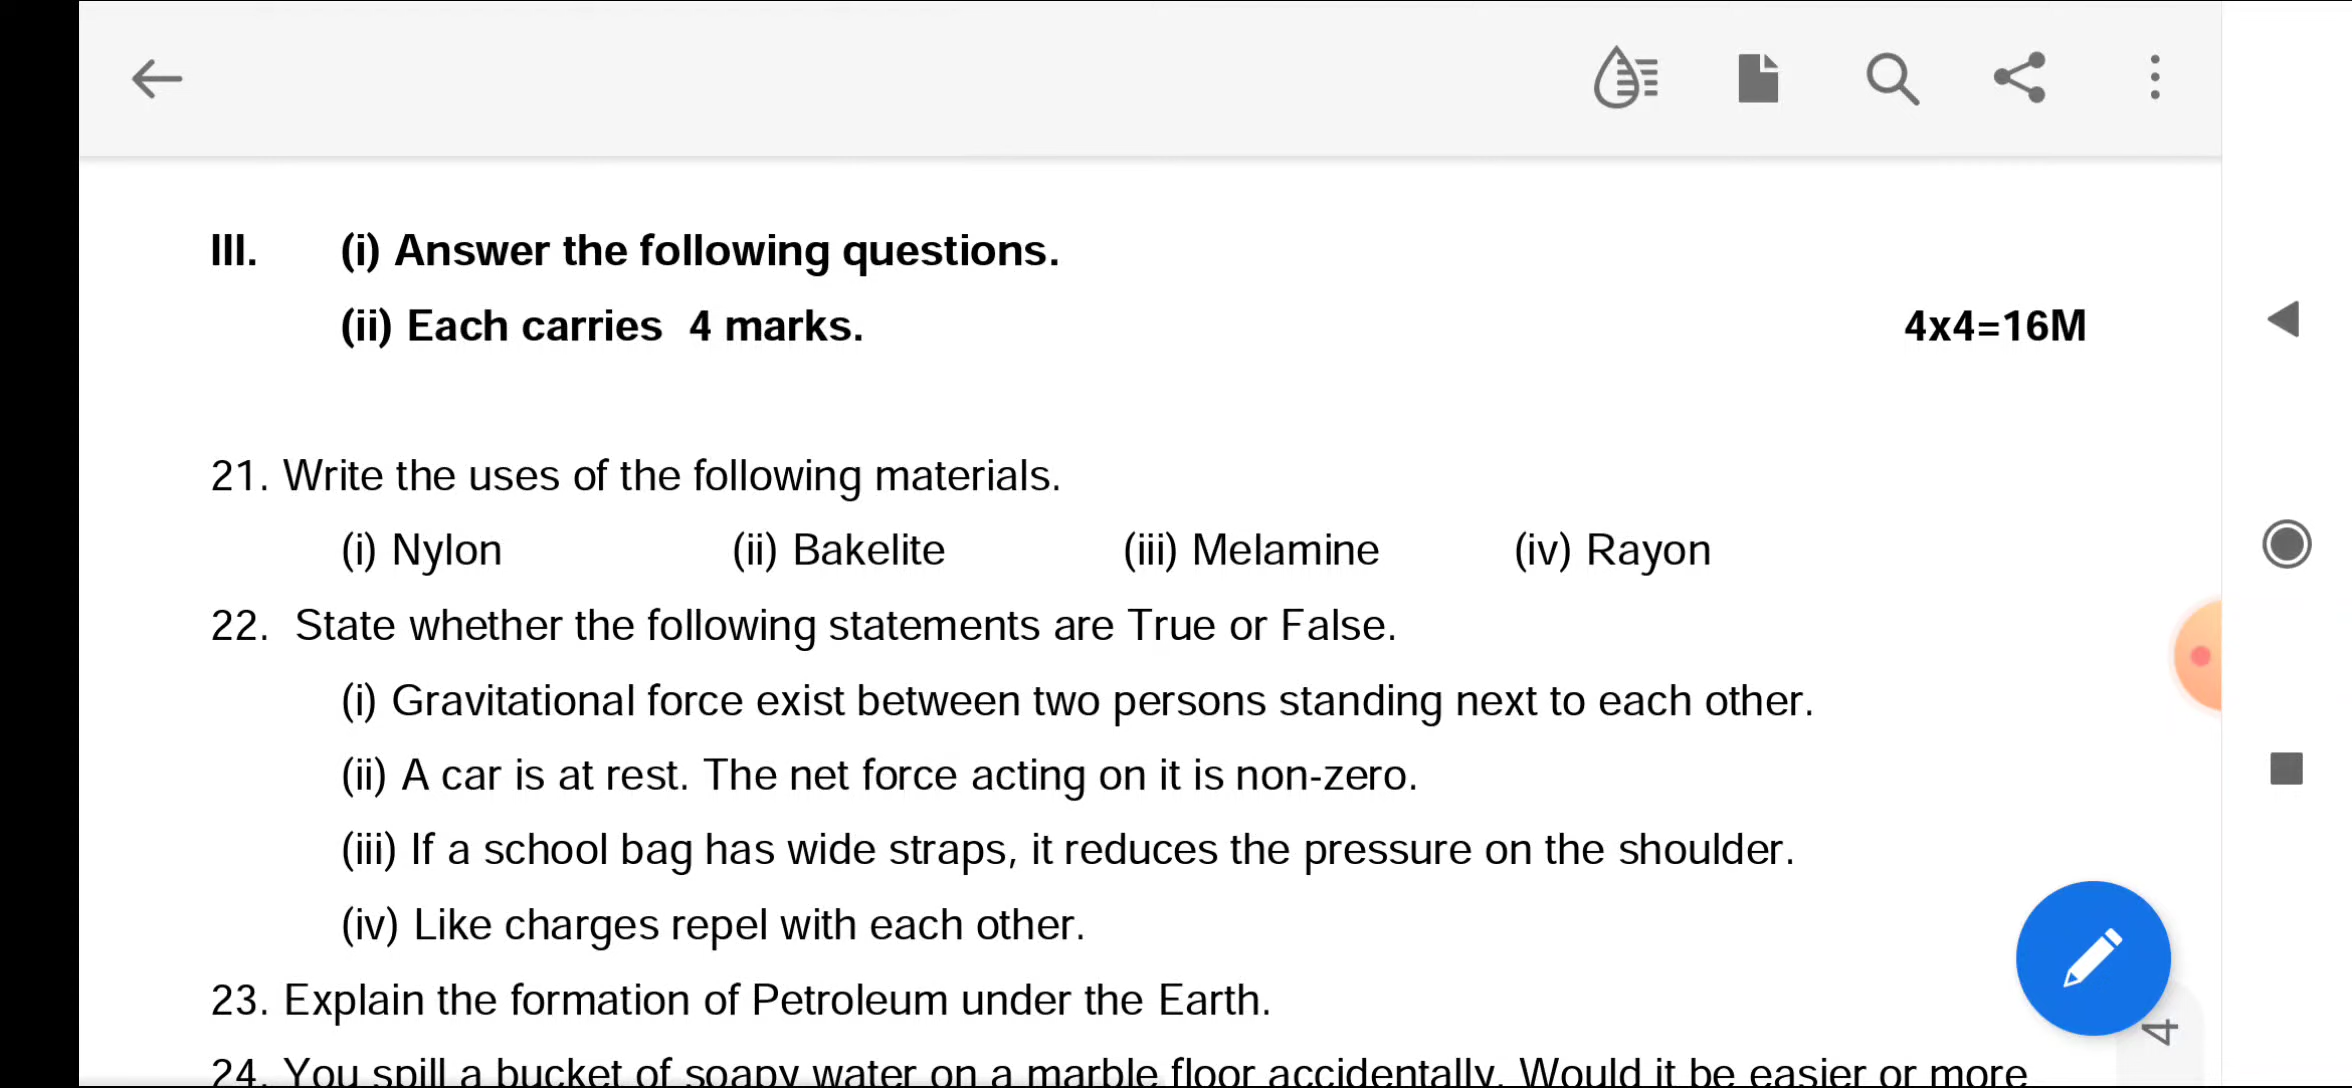 III. (i) Answer the following questions.
(ii) Each carries 4 marks. 4x4=16M
21. Write the uses of the following materials.
(i) Nylon (ii) Bakelite (iii) Melamine (iv) Rayon
22. State whether the following statements are True or False.
(i) Gravitational force exist between two persons standing next to each other.
(ii) A car is at rest. The net force acting on it is non-zero.
(iii) If a school bag has wide straps, it reduces the pressure on the shoulder.
(iv) Like charges repel with each other.
23. Explain the formation of Petroleum under the Earth.
4
24. You spill a bucket of soapy water on a marble floor accidentally. Would it be easier or more